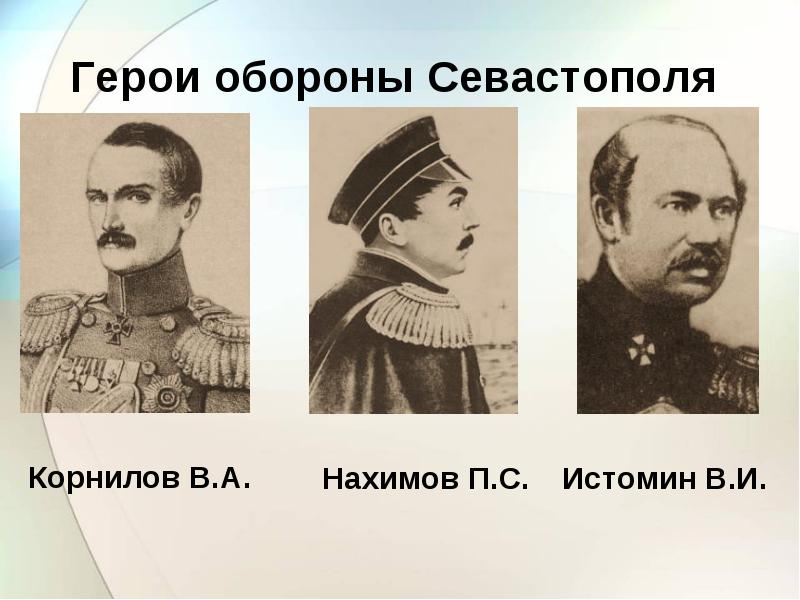 Герои обороны Севастополя
Корнилов В.А.
Нахимов П.С.
Истомин В.И.